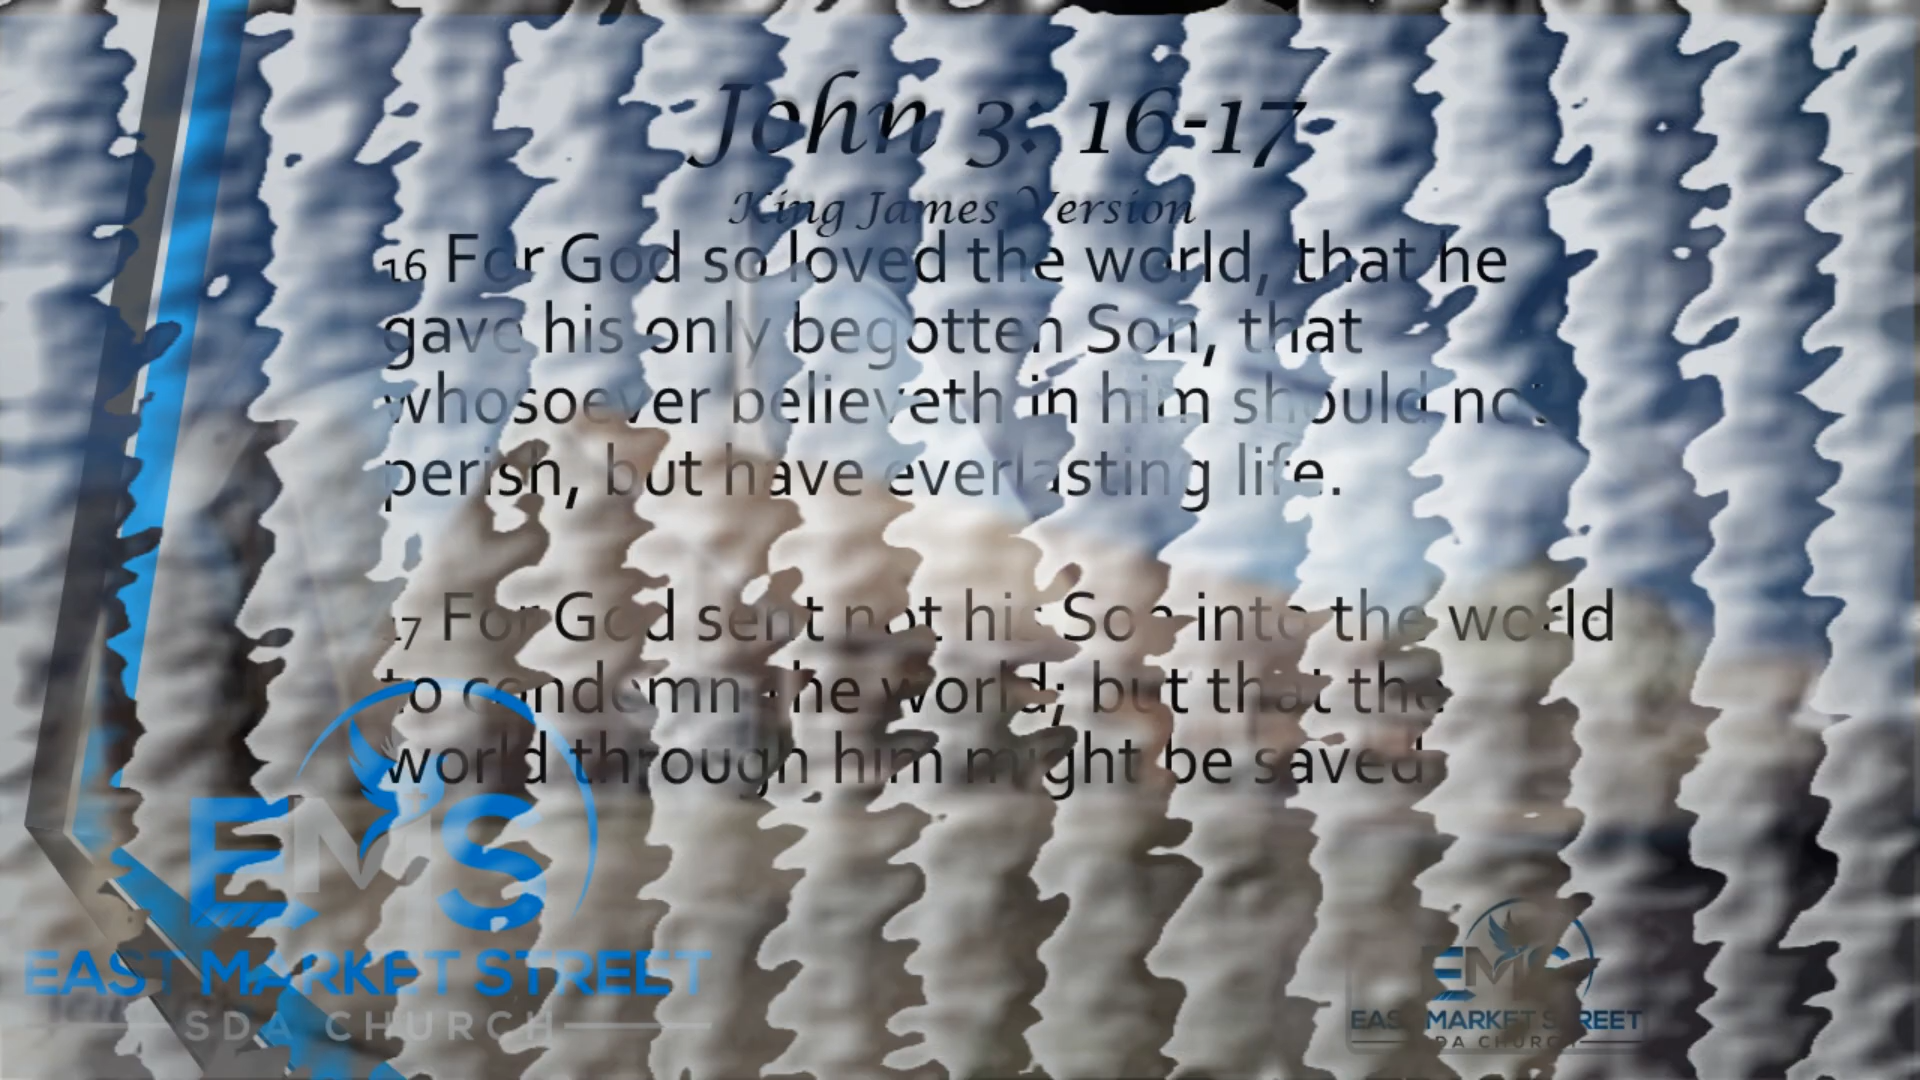 John 3: 16-17
King James Version
16 For God so loved the world, that he
gave his only begotten Son, that
whosoever believeth in him should not
perish, but have everlasting life.
17 For God sent not his Son into the world
to condemn the world; but that the
world through him might be saved
EMS
EAST MARKET STREET
SDA CHURCH
EMS
EAST MARKET STREET
SDA CHURCH